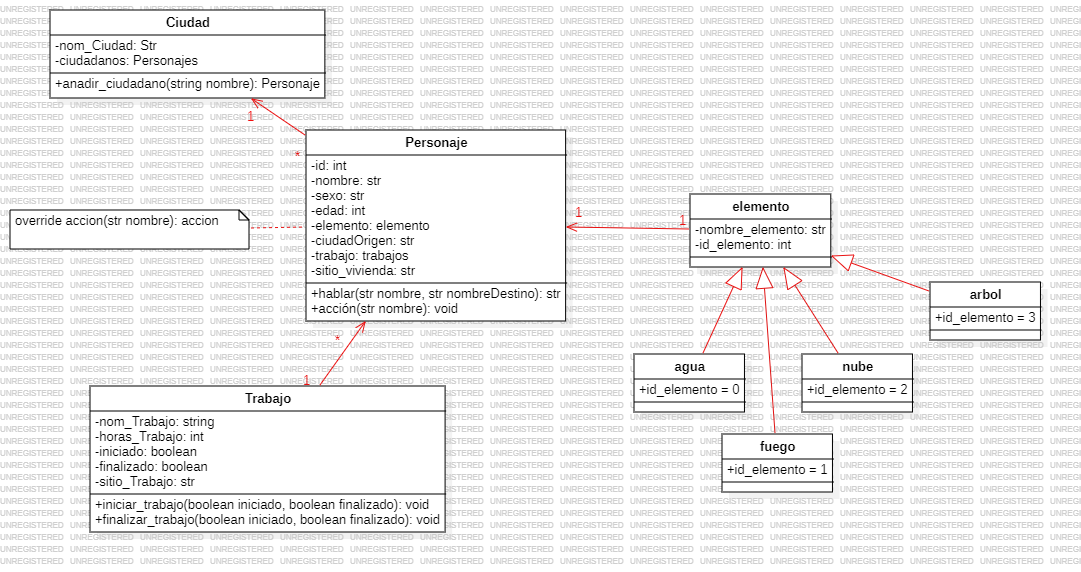 Ciudad
-nom_Ciudad: Str
-ciudadanos: Personajes
+anadir_ciudadano(string nombre): Personaje
1
*
Personaje
-id: int
-nombre: str
-sexo: str
-edad: int
-elemento: elemento
-ciudadOrigen: str
-trabajo: trabajos
-sitio_vivienda: str
+hablar(str nombre, str nombreDestino): str
+acción(str nombre): void
override accion(str nombre): accion
1
1
elemento
-nombre_elemento: str
-id_elemento: int
arbol
+id_elemento = 3
agua
+id_elemento = 0
nube
+id_elemento = 2
fuego
+id_elemento = 1
*
1
Trabajo
-nom_Trabajo: string
-horas_Trabajo: int
-iniciado: boolean
-finalizado: boolean
-sitio_Trabajo: str
+iniciar_trabajo(boolean iniciado, boolean finalizado): void
+finalizar_trabajo(boolean iniciado, boolean finalizado): void
UNREGISTERED